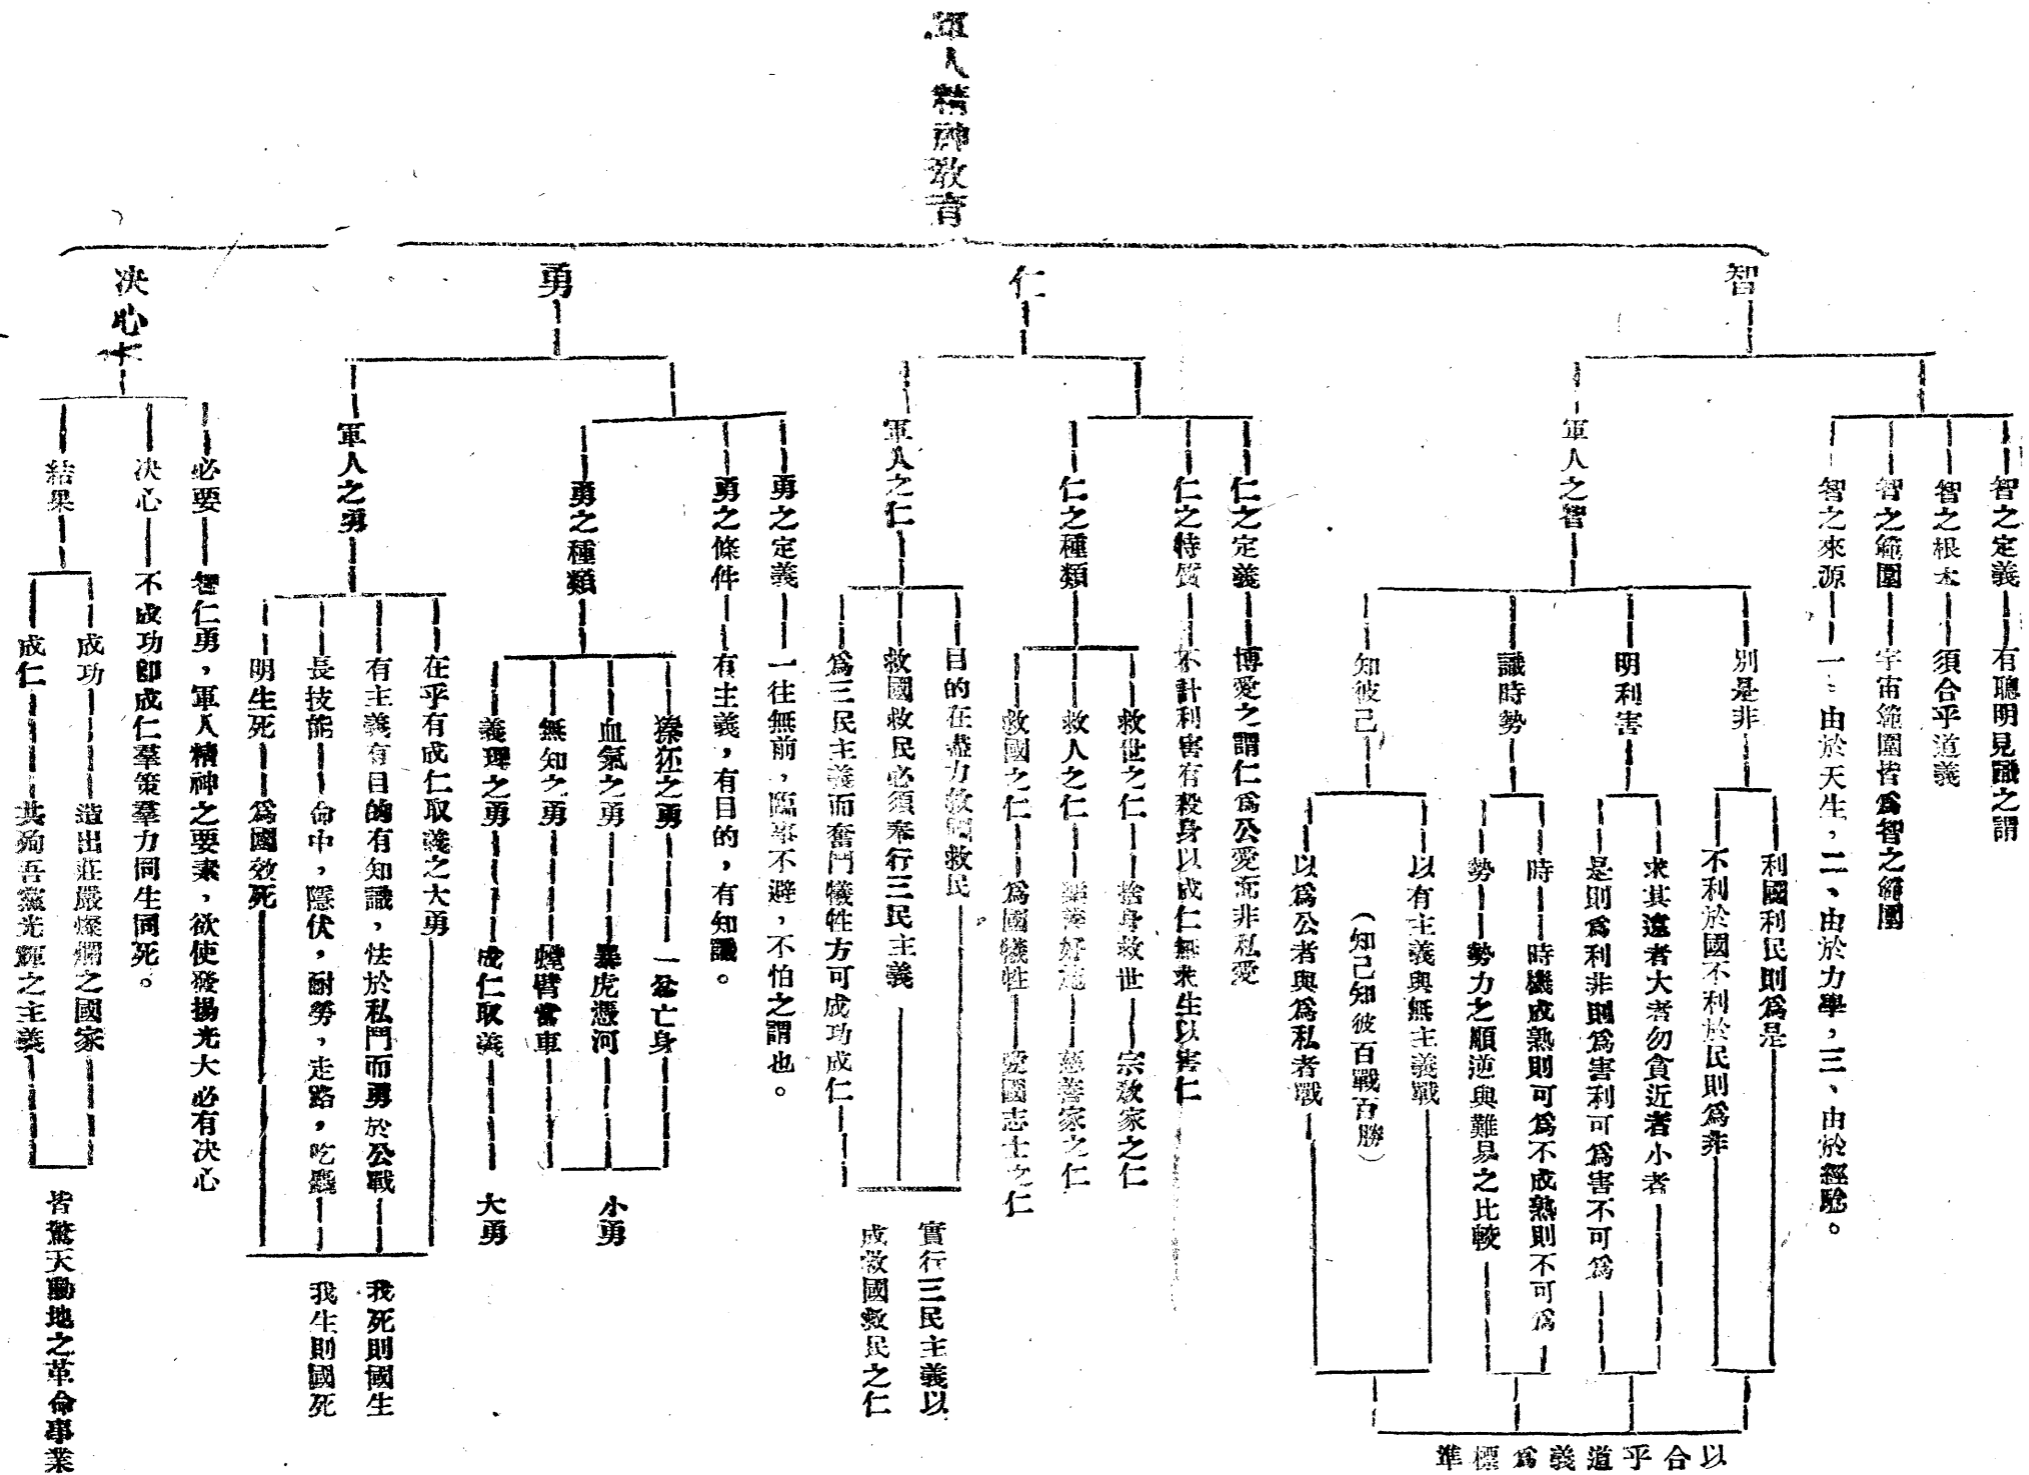 軍人精神教育
智
智之定義
有聰明見識之謂
智之根本
須合乎道義
智之範圍
宇宙範圍皆爲智之範圍
智之來源
一、由於天生，二、由於力學，三、由於經驗。
軍人之智
別是非
利國利民則爲是
不利於國不利於民則爲非
明利害
求其遠者大者勿貪近者小者
是則爲利非則爲害利可爲害不可爲
識時勢
時
時機成熟則可爲不成熟則不可爲
勢
勢力之順逆與難易之比較
知彼己
以有主義與無主義戰
（知己知彼百戰百勝）
以爲公者與爲私者戰
以合乎道義爲標準
仁
仁之定義
博愛之謂仁爲公愛而非私愛
仁之特質
不計利害有殺身以成仁無求生以害仁
仁之種類
救世之仁
捨身救世
宗教家之仁
救人之仁
樂善好施
慈善家之仁
救國之仁
爲國犧牲
愛國志士之仁
軍人之仁
目的在盡力救國救民
救國救民必須奉行三民主義
爲三民主義而奮鬥犧牲方可成功成仁
實行三民主義以
成救國救民之仁
勇
勇之定義
一往無前，臨事不避，不怕之謂也。
勇之條件
有主義，有目的，有知識。
勇之種類
獉狉之勇
一忿亡身
血氣之勇
暴虎憑河
無知之勇
螳臂當車
小勇
義理之勇
成仁取義
大勇
軍人之勇
在乎有成仁取義之大勇
有主義有目的有知識，怯於私鬥而勇於公戰
長技能
命中，隱伏，耐勞，走路，吃麤
明生死
爲國效死
我死則國生
我生則國死
決心
必要
智仁勇，軍人精神之要素，欲使發揚光大必有決心
決心
不成功卽成仁羣策羣力同生同死。
結果
成功
造出莊嚴燦爛之國家
成仁
共殉吾黨光輝之主義
皆驚天動地之革命事業